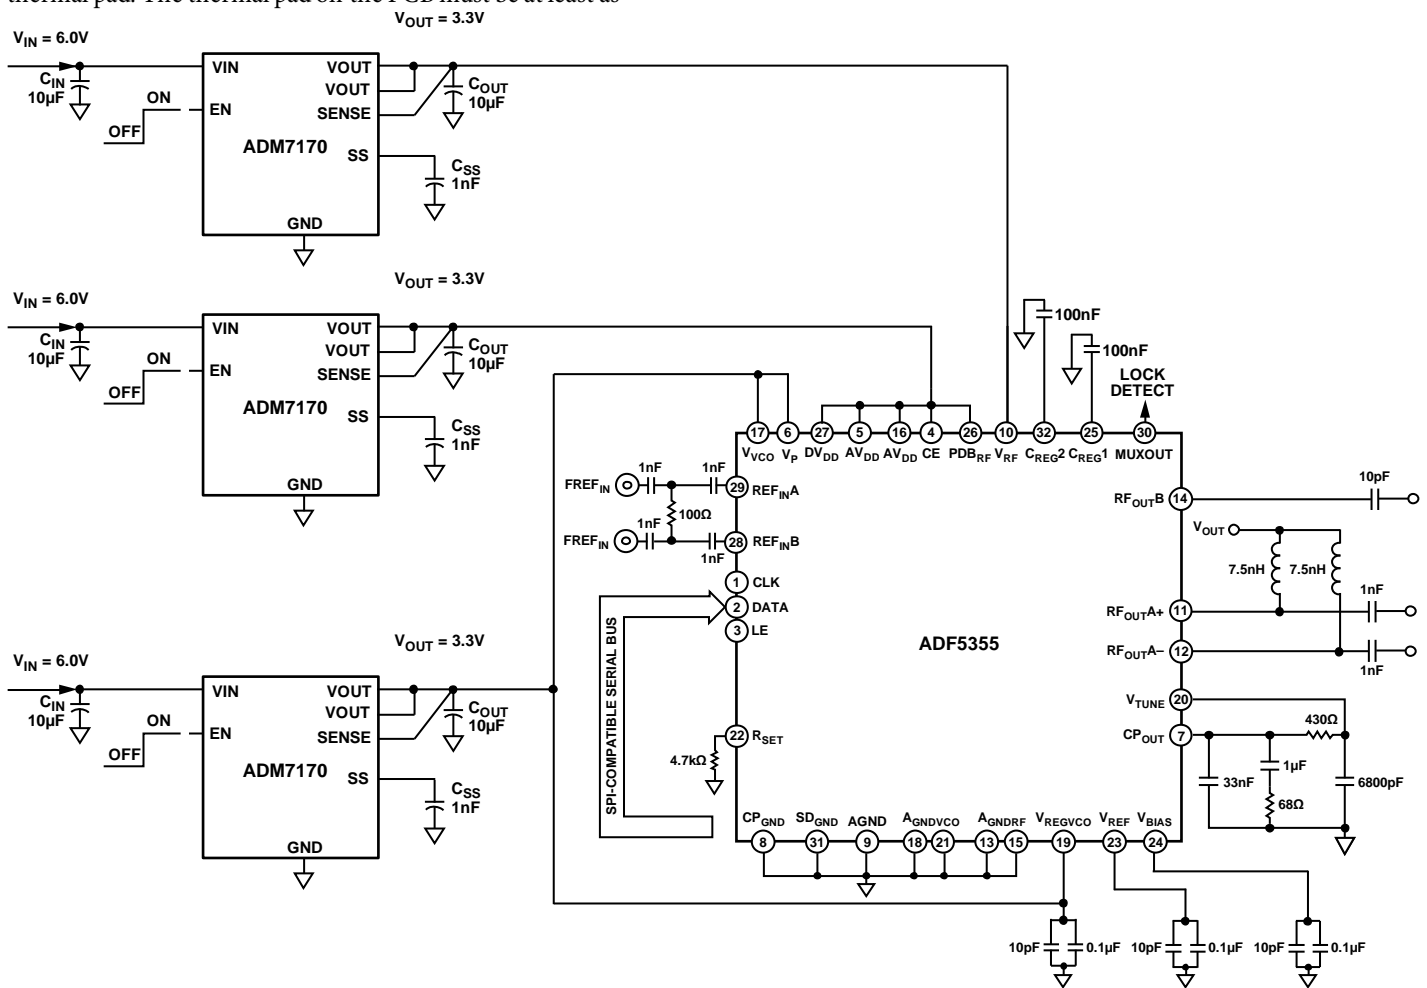 thermal pad. The thermal pad on the PCB must be at least as
VOUT = 3.3V
VIN = 6.0V
CIN
10µF
ON
OFF
VIN
EN
VOUT
VOUT
SENSE
SS
ADM7170
GND
COUT
10µF
CSS
1nF
VOUT = 3.3V
VIN = 6.0V
CIN
10µF
ON
OFF
VIN
EN
VOUT
VOUT
SENSE
SS
ADM7170
GND
COUT
10µF
CSS
1nF
VOUT = 3.3V
VIN = 6.0V
CIN
10µF
ON
OFF
VIN
EN
VOUT
VOUT
SENSE
SS
ADM7170
GND
COUT
10µF
CSS
1nF
100nF
100nF
LOCK
DETECT
17 6 27 5 16 4 26 10 32 25 30
VVCO VP DVDD AVDD AVDD CE PDBRF VRF CREG2 CREG1 MUXOUT
FREFIN
1nF
1nF
29 REFINA
100Ω
FREFIN
1nF
1nF
28 REFINB
1 CLK
2 DATA
3 LE
SPI-COMPATIBLE SERIAL BUS
22 RSET
4.7kΩ
ADF5355
RFOUTB 14
10pF
VOUT
7.5nH
7.5nH
RFOUTA+ 11
1nF
RFOUTA− 12
1nF
VTUNE 20
CPOUT 7
430Ω
33nF
1µF
68Ω
6800pF
CPGND SDGND AGND AGNDVCO AGNDRF VREGVCO VREF VBIAS
8 31 9 18 21 13 15 19 23 24
10pF 0.1µF 10pF 0.1µF 10pF 0.1µF